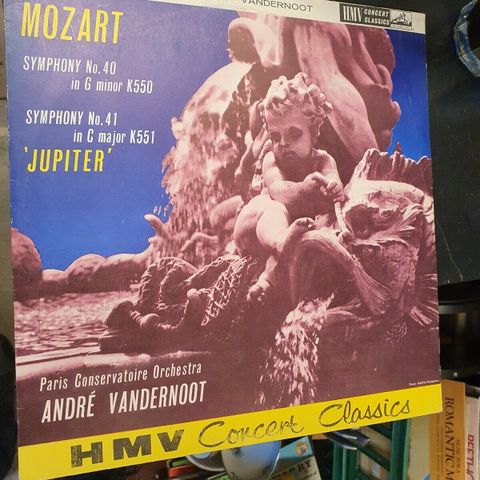 VANDERNOOT
HMV CONCERT CLASSICS
MOZART
SYMPHONY No. 40
in G minor K550
SYMPHONY No. 41
in C major K551
'JUPITER'
Paris Conservatoire Orchestra
ANDRÉ VANDERNOOT
HMV Concert Classics
ROMANTIC